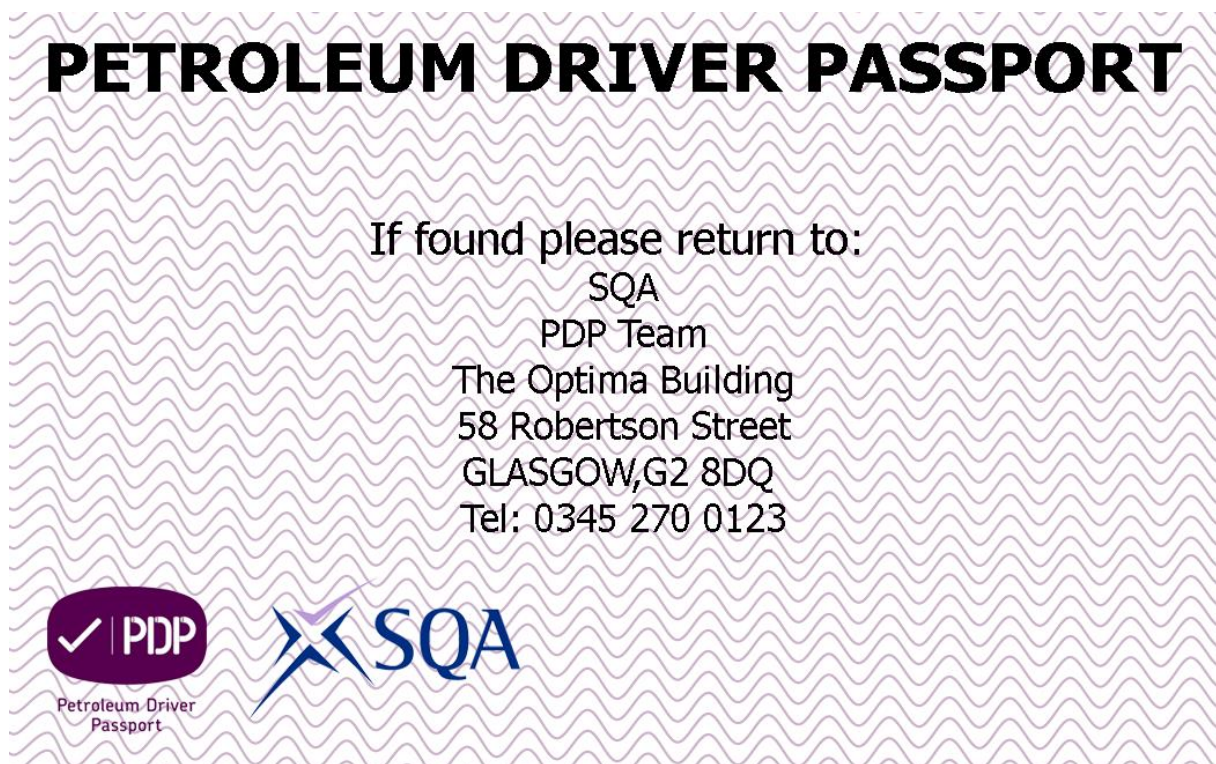 PETROLEUM DRIVER PASSPORT
If found please return to:
SQA
PDP Team
The Optima Building
58 Robertson Street
GLASGOW,G2 8DQ
Tel: 0345 270 0123
PDP
Petroleum Driver
Passport
SQA